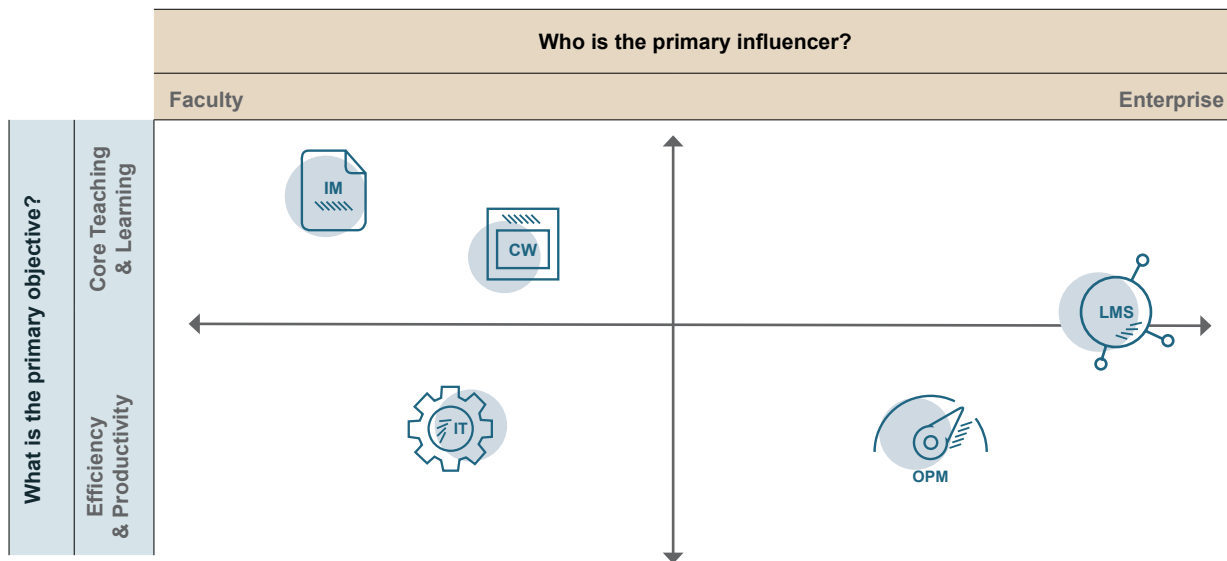 Who is the primary influencer?
Faculty
Enterprise
What is the primary objective?
Core Teaching
& Learning
Efficiency
& Productivity
IM
CW
LMS
IT
OPM